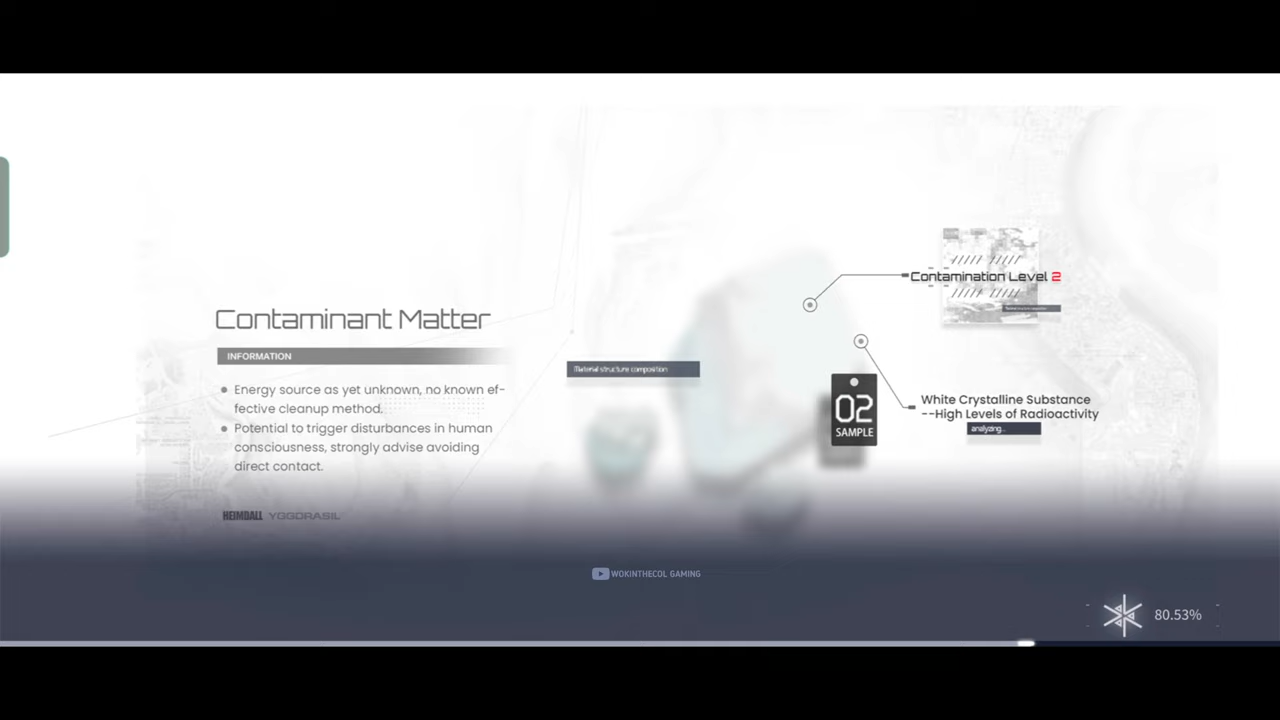 Contaminant Matter
INFORMATION
Energy source as yet unknown, no known ef-
fective cleanup method.
Potential to trigger disturbances in human
consciousness, strongly advise avoiding
direct contact.
HEIMDALL YGGDRASIL
Material structure composition
Contamination Level 2
02
SAMPLE
White Crystalline Substance
--High Levels of Radioactivity
analyzing...
WOKINTHECOL GAMING
80.53%